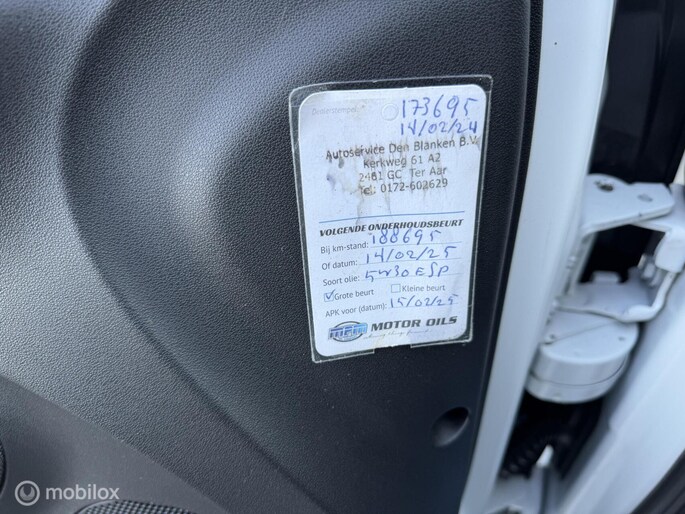 173695
14/02/24
Autoservice Den Blanken B.V.
Kerkweg 61 A2
2461 GC Ter Aar
Tel: 0172-602629
VOLGENDE ONDERHOUDSBEURT
Bij km-stand: 188695
Of datum: 14/02/25
Soort olie: 5w30 ESP
Grote beurt Kleine beurt
APK voor (datum): 15/02/25
MOTOR OILS
mobilox